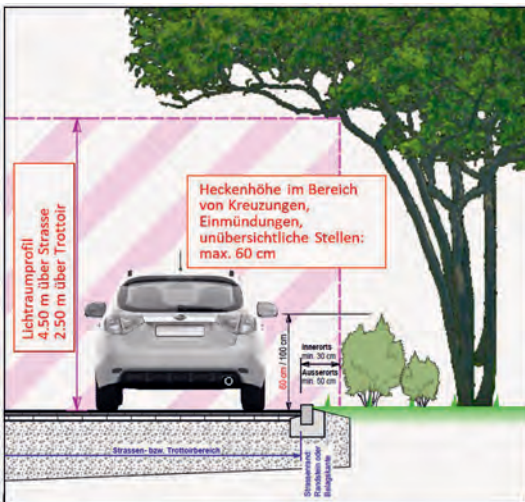 Lichtraumprofil
4.50 m über Strasse
2.50 m über Trottoir
Heckenhöhe im Bereich
von Kreuzungen,
Einmündungen,
unübersichtliche Stellen:
max. 60 cm
60 cm / 100 cm
Innerorts
min. 30 cm
Ausserorts
min. 50 cm
Strassen- bzw. Trottoirbereich
Strassenrand:
Randstein oder
Belagskante